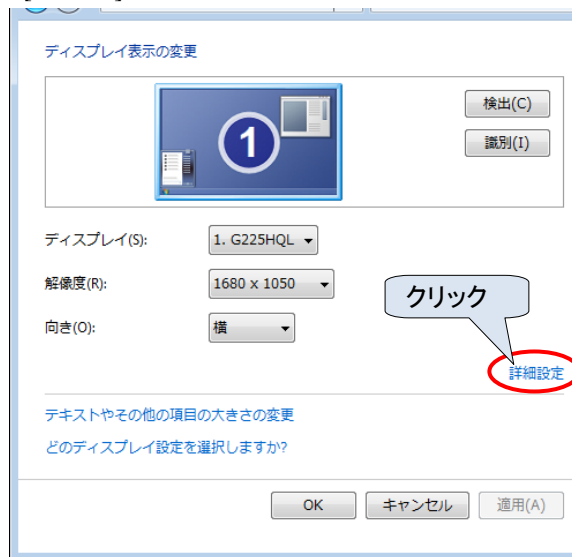 ディスプレイ表示の変更
1
検出(C)
識別(I)
ディスプレイ(S):
1. G225HQL
解像度(R):
1680 x 1050
向き(O):
横
クリック
詳細設定
テキストやその他の項目の大きさの変更
どのディスプレイ設定を選択しますか?
OK
キャンセル
適用(A)